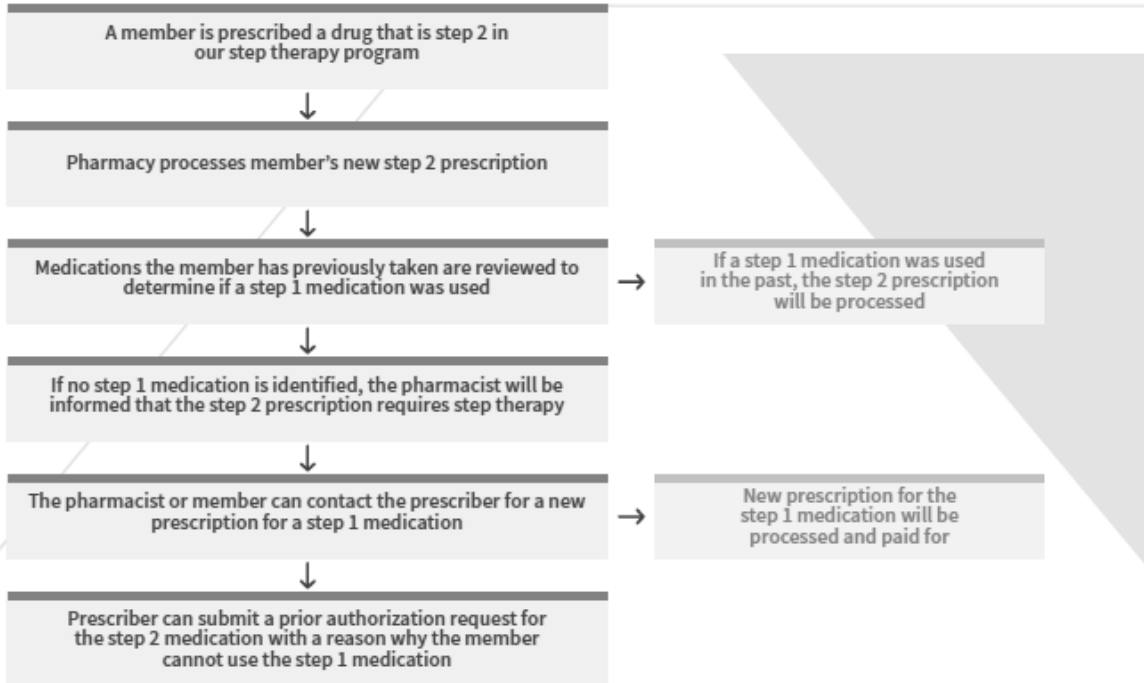 A member is prescribed a drug that is step 2 in
our step therapy program
Pharmacy processes member’s new step 2 prescription
Medications the member has previously taken are reviewed to
determine if a step 1 medication was used
If a step 1 medication was used
in the past, the step 2 prescription
will be processed
If no step 1 medication is identified, the pharmacist will be
informed that the step 2 prescription requires step therapy
The pharmacist or member can contact the prescriber for a new
prescription for a step 1 medication
New prescription for the
step 1 medication will be
processed and paid for
Prescriber can submit a prior authorization request for
the step 2 medication with a reason why the member
cannot use the step 1 medication